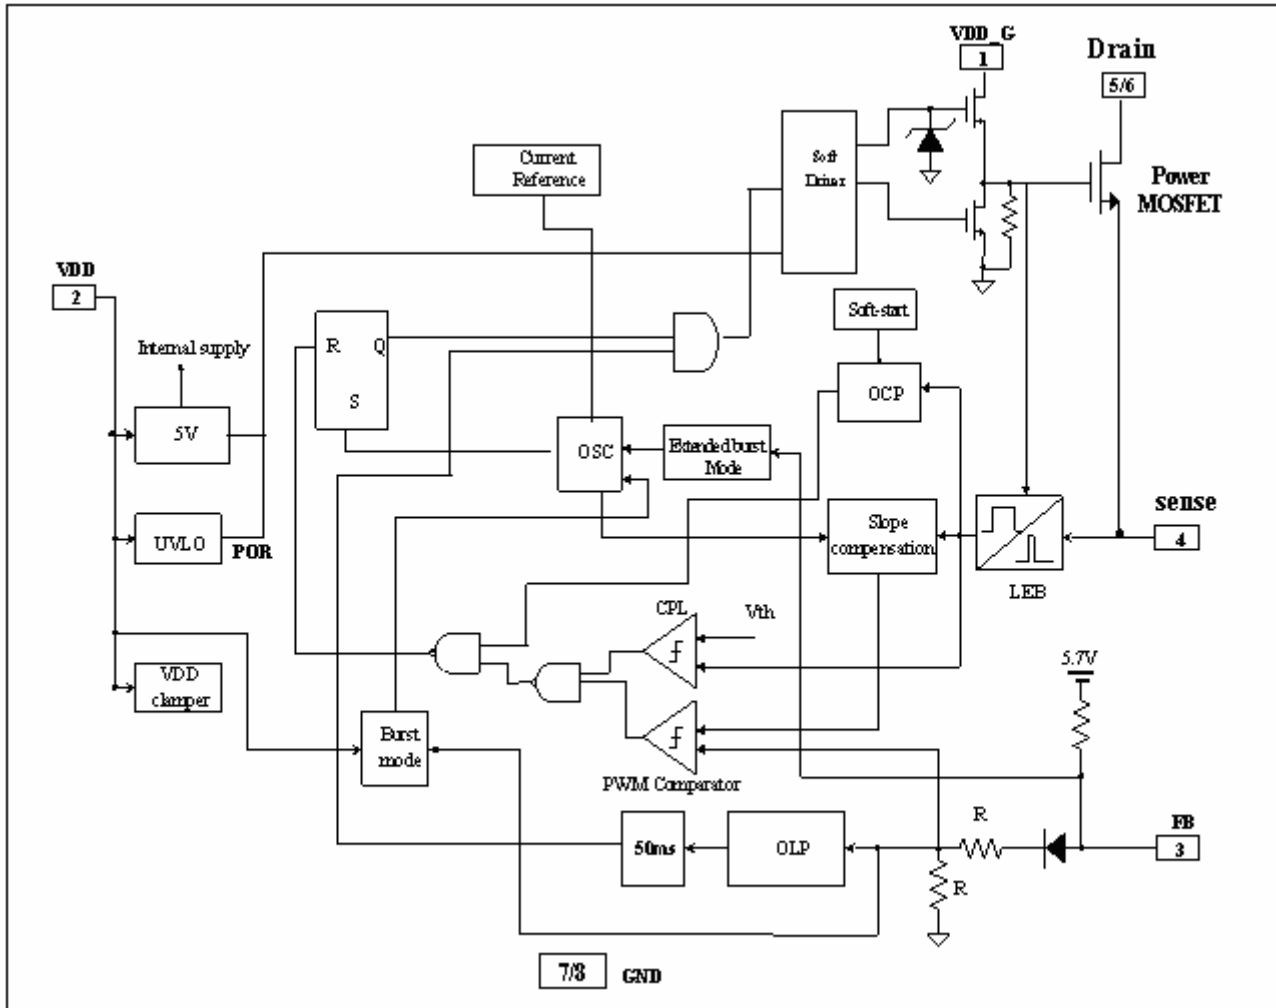 VDD_G
1
Drain
5/6
Current
Reference
Soft
Driver
Power
MOSFET
VDD
2
Soft-start
Internal supply
R
Q
S
OCP
5V
OSC
Extended burst
Mode
sense
4
UVLO
POR
Slope
compensation
LEB
CPL
Vth
5.7V
VDD
clamper
Burst
mode
PWM Comparator
R
FB
3
50ms
OLP
R
7/8
GND